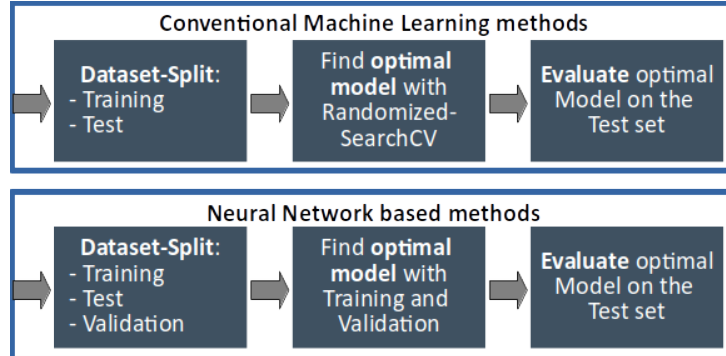 Conventional Machine Learning methods
Dataset-Split:
- Training
- Test
Find optimal
model with
Randomized-
SearchCV
Evaluate optimal
Model on the
Test set
Neural Network based methods
Dataset-Split:
- Training
- Test
- Validation
Find optimal
model with
Training and
Validation
Evaluate optimal
Model on the
Test set